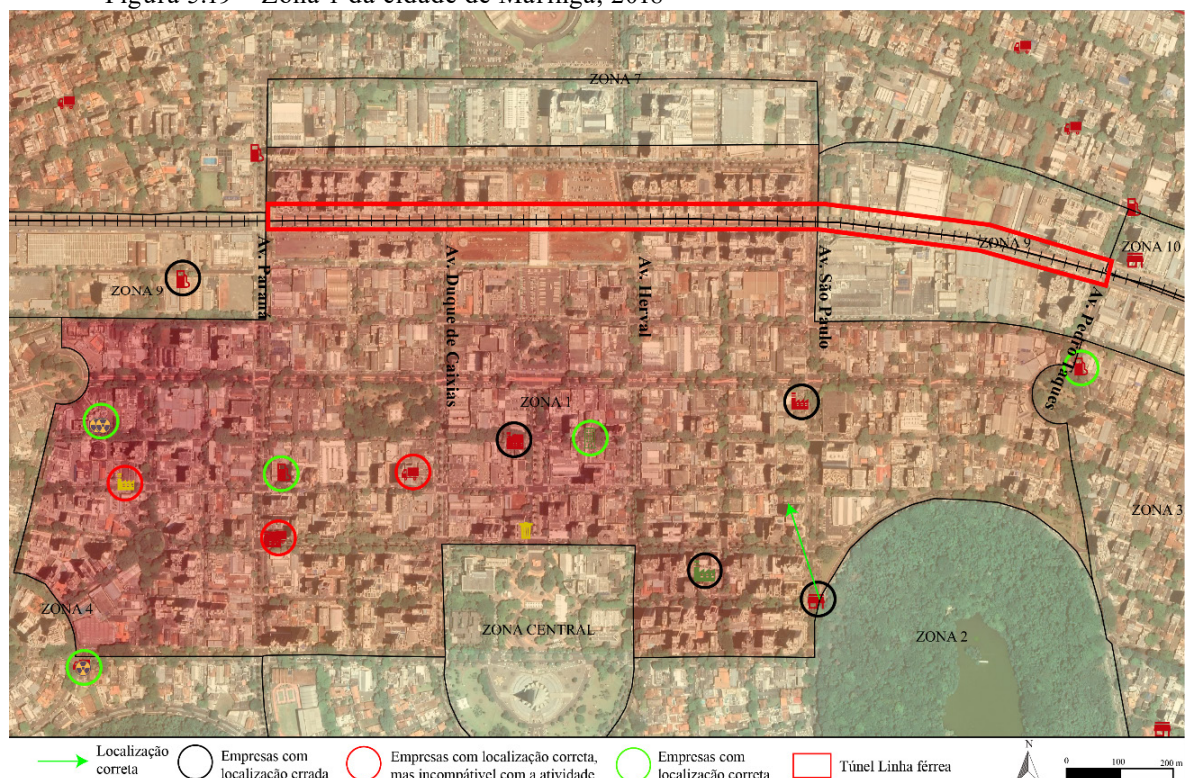 Figura 5.19 – Zona 1 da cidade de Maringá, 2018
ZONA 7
ZONA 9
ZONA 10
Av. Paraná
Av. Duque de Caixias
Av. Herval
Av. São Paulo
Av. Pedro Taques
ZONA 9
ZONA 1
ZONA 3
ZONA 4
ZONA CENTRAL
ZONA 2
Localização
correta
Empresas com
localização errada
Empresas com localização correta,
mas incompátivel com a atividade
Empresas com
localização correta
Túnel Linha férrea
N
0 100 200 m